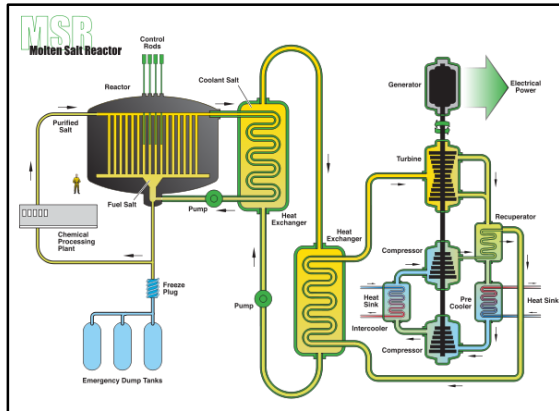 MSR
Molten Salt Reactor
Control
Rods
Reactor
Coolant Salt
Generator
Electrical
Power
Purified
Salt
Turbine
Fuel Salt
Pump
Heat
Exchanger
Heat
Exchanger
Recuperator
Chemical
Processing
Plant
Compressor
Freeze
Plug
Pump
Heat
Sink
Pre
Cooler
Heat Sink
Intercooler
Compressor
Emergency Dump Tanks